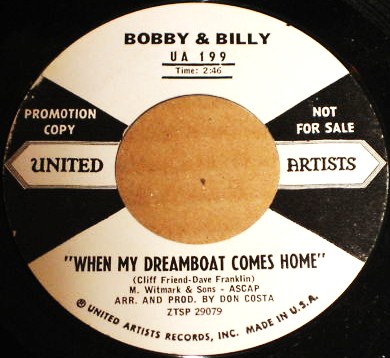 BOBBY & BILLY
UA 199
Time: 2:46
PROMOTION
COPY
NOT
FOR SALE
UNITED ARTISTS
"WHEN MY DREAMBOAT COMES HOME"
(Cliff Friend-Dave Franklin)
M. Witmark & Sons - ASCAP
ARR. AND PROD. BY DON COSTA
ZTSP 29079
℗ UNITED ARTISTS RECORDS, INC. MADE IN U.S.A.